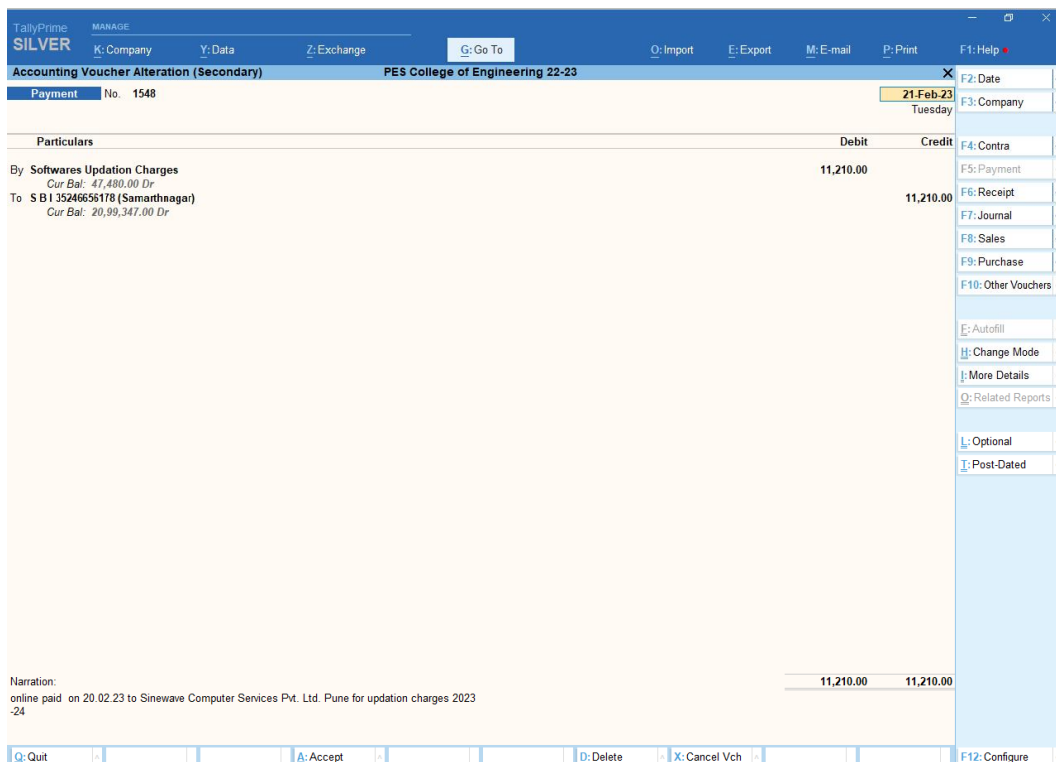 TallyPrime MANAGE
SILVER K: Company Y: Data Z: Exchange G: Go To O: Import E: Export M: E-mail P: Print F1: Help
Accounting Voucher Alteration (Secondary) PES College of Engineering 22-23 X F2: Date
Payment No. 1548 21-Feb-23
Tuesday F3: Company
Particulars Debit Credit F4: Contra
By Softwares Updation Charges 11,210.00 F5: Payment
Cur Bal: 47,480.00 Dr
To S B I 35246656178 (Samarthnagar) 11,210.00 F6: Receipt
Cur Bal: 20,99,347.00 Dr F7: Journal
F8: Sales
F9: Purchase
F10: Other Vouchers
F: Autofill
H: Change Mode
I: More Details
O: Related Reports
L: Optional
T: Post-Dated
Narration: 11,210.00 11,210.00
online paid on 20.02.23 to Sinewave Computer Services Pvt. Ltd. Pune for updation charges 2023
-24
Q: Quit A: Accept D: Delete X: Cancel Vch F12: Configure